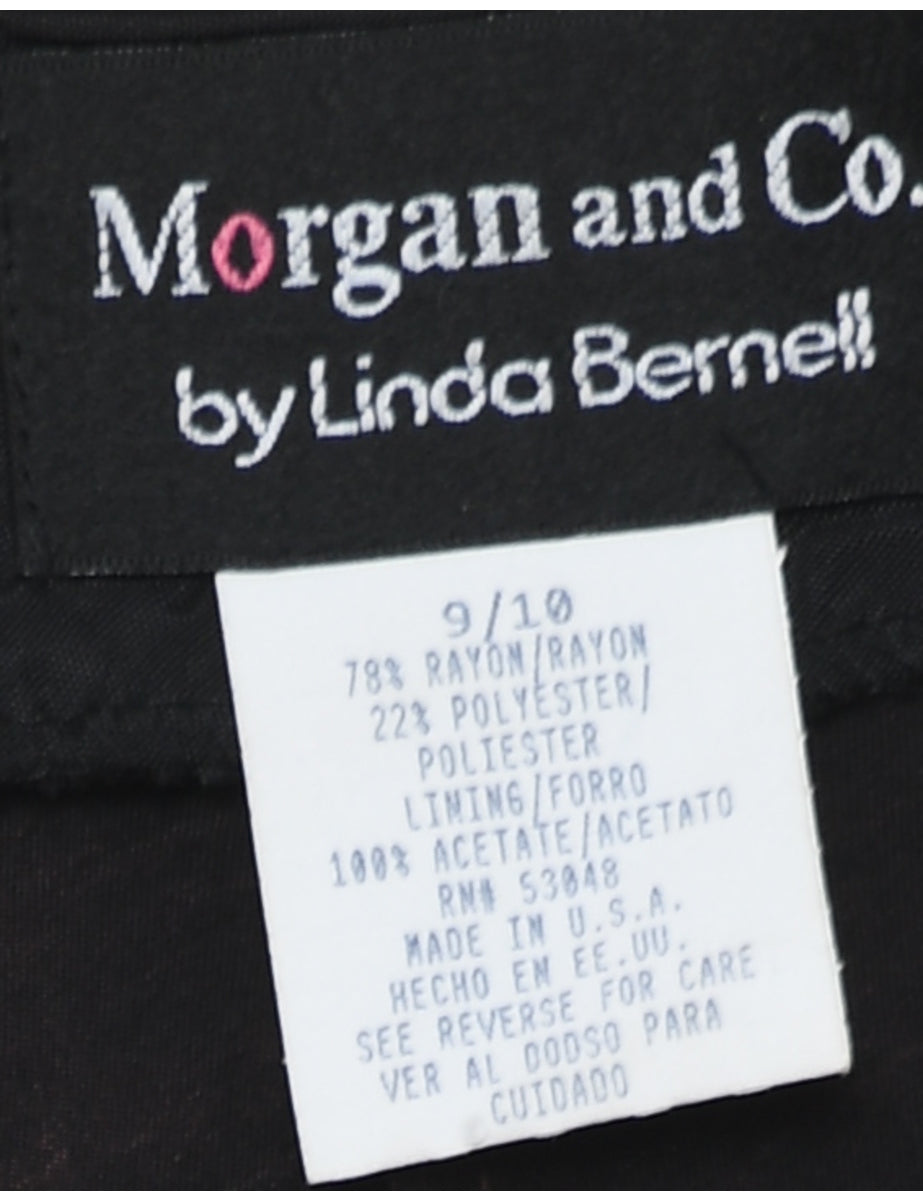 Morgan and Co.
by Linda Bernell
9/10
78% RAYON/RAYON
22% POLYESTER/
POLIESTER
LINING/FORRO
100% ACETATE/ACETATO
RN# 53048
MADE IN U.S.A.
HECHO EN EE.UU.
SEE REVERSE FOR CARE
VER AL DODSO PARA
CUIDADO